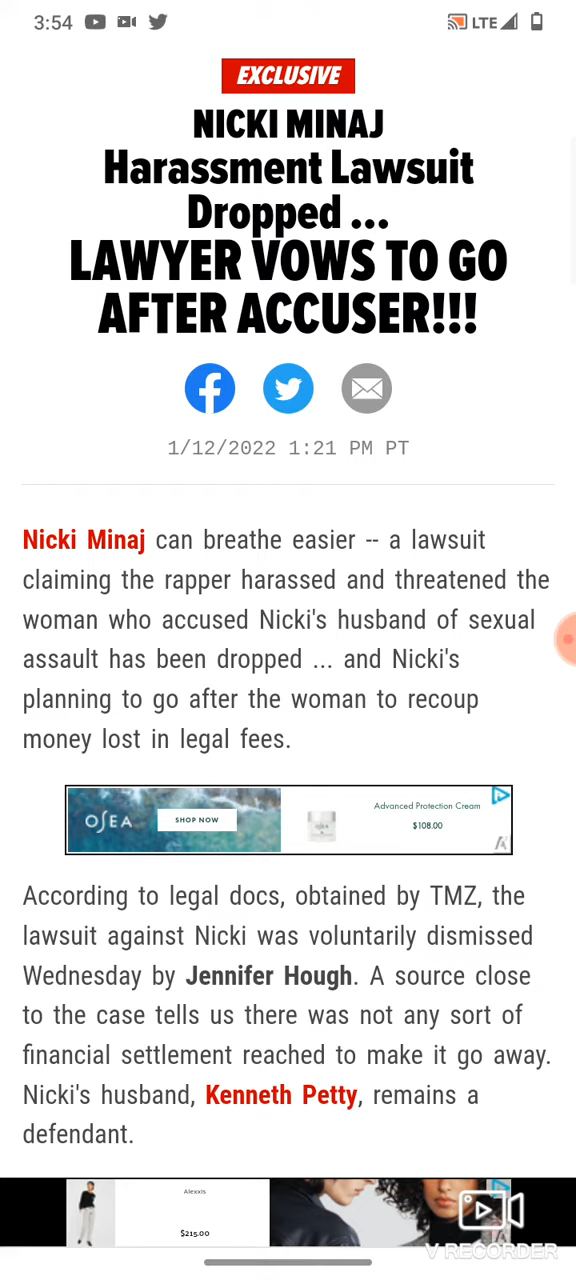 3:54
LTE
EXCLUSIVE
NICKI MINAJ
Harassment Lawsuit
Dropped ...
LAWYER VOWS TO GO
AFTER ACCUSER!!!
1/12/2022 1:21 PM PT
Nicki Minaj can breathe easier -- a lawsuit
claiming the rapper harassed and threatened the
woman who accused Nicki's husband of sexual
assault has been dropped ... and Nicki's
planning to go after the woman to recoup
money lost in legal fees.
OSEA
SHOP NOW
OSEA
Advanced Protection Cream
$108.00
According to legal docs, obtained by TMZ, the
lawsuit against Nicki was voluntarily dismissed
Wednesday by Jennifer Hough. A source close
to the case tells us there was not any sort of
financial settlement reached to make it go away.
Nicki's husband, Kenneth Petty, remains a
defendant.
Alexxis
$215.00
V RECORDER